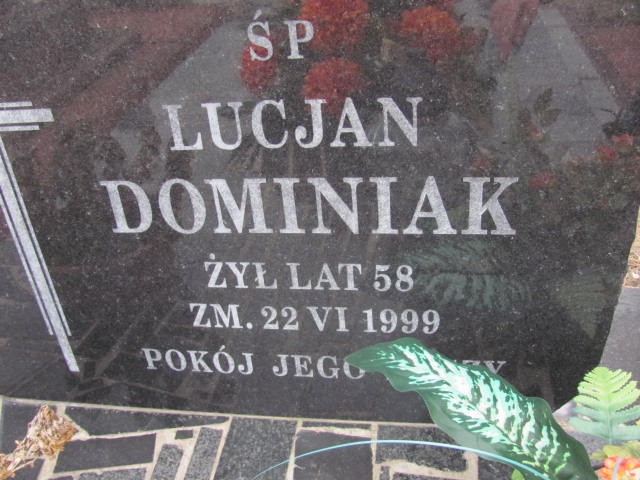 ŚP
LUCJAN
DOMINIAK
ŻYŁ LAT 58
ZM. 22 VI 1999
POKÓJ JEGO